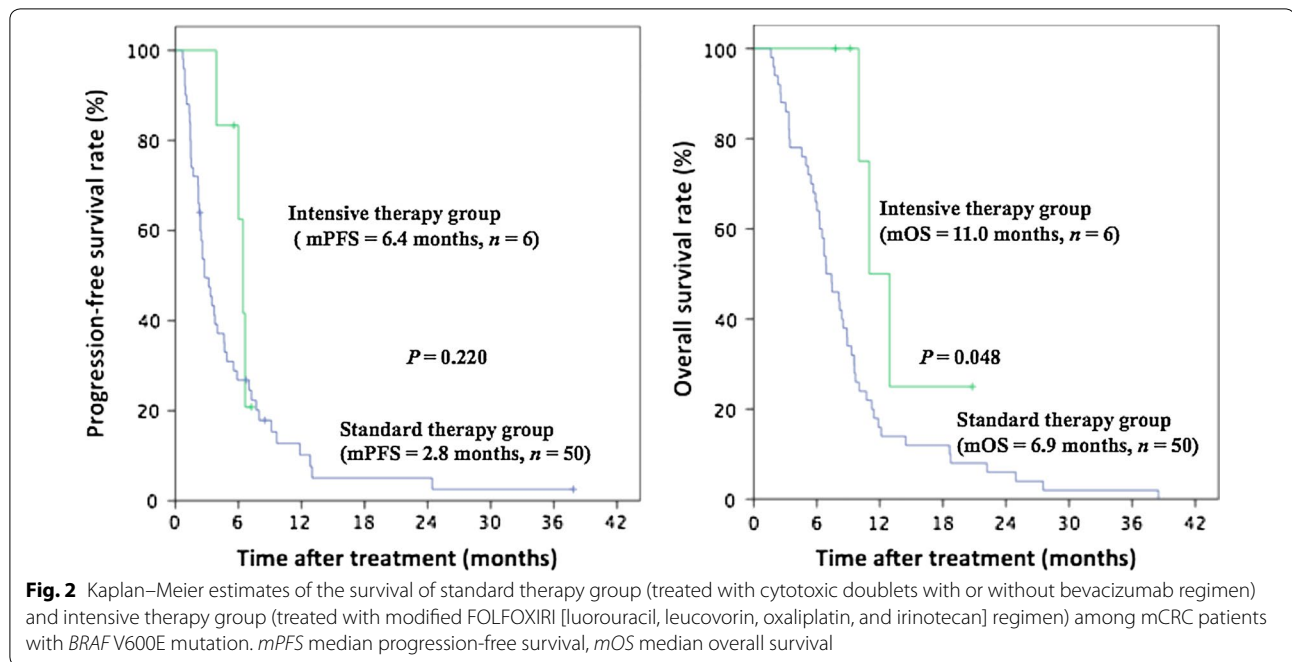 Progression-free survival rate (%)
100
80
60
40
20
0
0 6 12 18 24 30 36 42
Time after treatment (months)
Intensive therapy group
( mPFS = 6.4 months, n = 6)
P = 0.220
Standard therapy group
(mPFS = 2.8 months, n = 50)
Overall survival rate (%)
100
80
60
40
20
0
0 6 12 18 24 30 36 42
Time after treatment (months)
Intensive therapy group
(mOS = 11.0 months, n = 6)
P = 0.048
Standard therapy group
(mOS = 6.9 months, n = 50)
Fig. 2 Kaplan–Meier estimates of the survival of standard therapy group (treated with cytotoxic doublets with or without bevacizumab regimen)
and intensive therapy group (treated with modified FOLFOXIRI [luorouracil, leucovorin, oxaliplatin, and irinotecan] regimen) among mCRC patients
with BRAF V600E mutation. mPFS median progression-free survival, mOS median overall survival